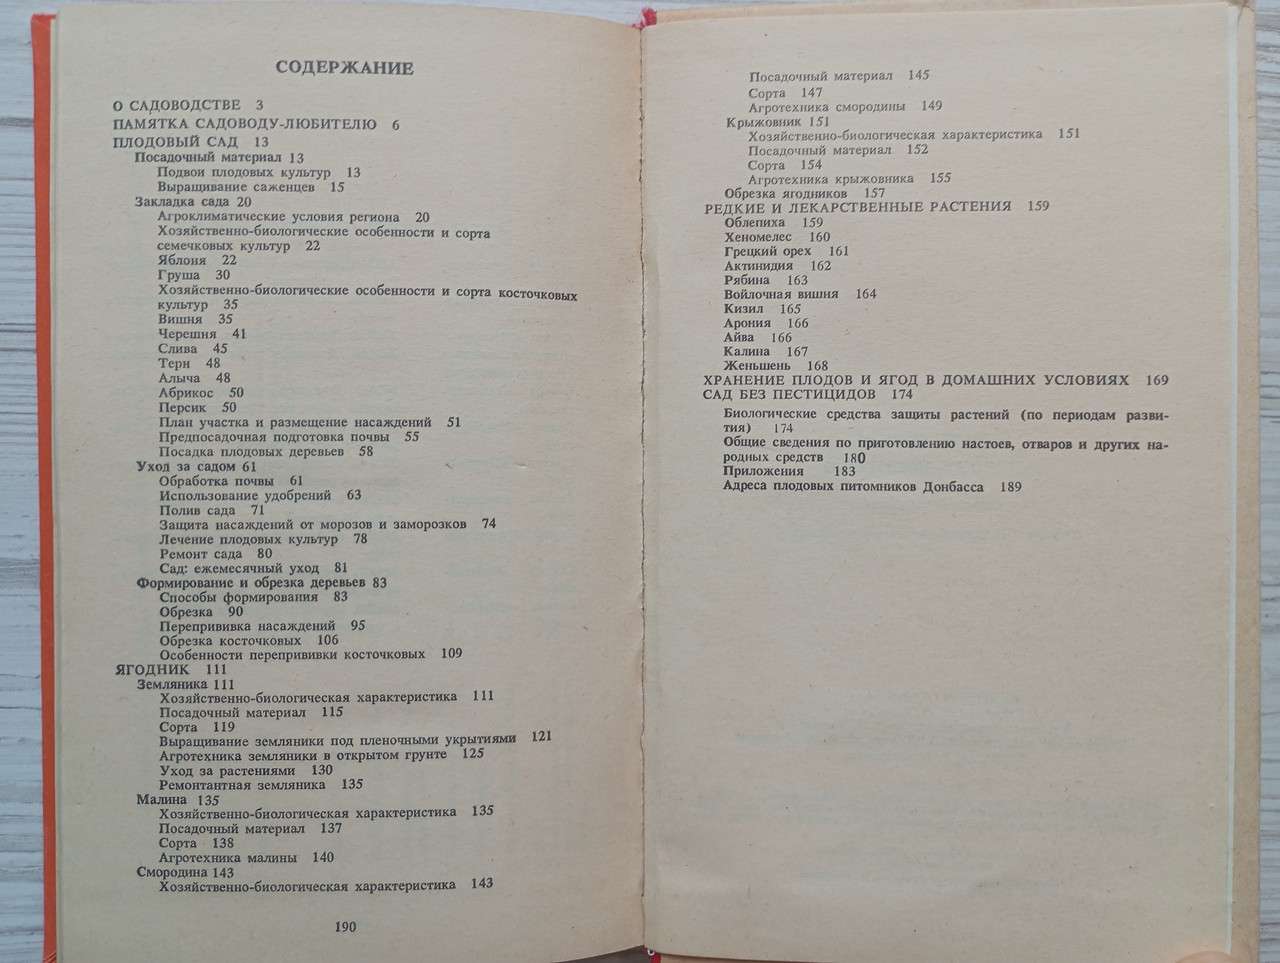 СОДЕРЖАНИЕ
О САДОВОДСТВЕ 3
ПАМЯТКА САДОВОДУ-ЛЮБИТЕЛЮ 6
ПЛОДОВЫЙ САД 13
Посадочный материал 13
Подвои плодовых культур 13
Выращивание саженцев 15
Закладка сада 20
Агроклиматические условия региона 20
Хозяйственно-биологические особенности и сорта
семечковых культур 22
Яблоня 22
Груша 30
Хозяйственно-биологические особенности и сорта косточковых
культур 35
Вишня 35
Черешня 41
Слива 45
Терн 48
Алыча 48
Абрикос 50
Персик 50
План участка и размещение насаждений 51
Предпосадочная подготовка почвы 55
Посадка плодовых деревьев 58
Уход за садом 61
Обработка почвы 61
Использование удобрений 63
Полив сада 71
Защита насаждений от морозов и заморозков 74
Лечение плодовых культур 78
Ремонт сада 80
Сад: ежемесячный уход 81
Формирование и обрезка деревьев 83
Способы формирования 83
Обрезка 90
Перепрививка насаждений 95
Обрезка косточковых 106
Особенности перепрививки косточковых 109
ЯГОДНИК 111
Земляника 111
Хозяйственно-биологическая характеристика 111
Посадочный материал 115
Сорта 119
Выращивание земляники под пленочными укрытиями 121
Агротехника земляники в открытом грунте 125
Уход за растениями 130
Ремонтантная земляника 135
Малина 135
Хозяйственно-биологическая характеристика 135
Посадочный материал 137
Сорта 138
Агротехника малины 140
Смородина 143
Хозяйственно-биологическая характеристика 143
190
Посадочный материал 145
Сорта 147
Агротехника смородины 149
Крыжовник 151
Хозяйственно-биологическая характеристика 151
Посадочный материал 152
Сорта 154
Агротехника крыжовника 155
Обрезка ягодников 157
РЕДКИЕ И ЛЕКАРСТВЕННЫЕ РАСТЕНИЯ 159
Облепиха 159
Хеномелес 160
Грецкий орех 161
Актинидия 162
Рябина 163
Войлочная вишня 164
Кизил 165
Арония 166
Айва 166
Калина 167
Женьшень 168
ХРАНЕНИЕ ПЛОДОВ И ЯГОД В ДОМАШНИХ УСЛОВИЯХ 169
САД БЕЗ ПЕСТИЦИДОВ 174
Биологические средства защиты растений (по периодам разви-
тия) 174
Общие сведения по приготовлению настоев, отваров и других на-
родных средств 180
Приложения 183
Адреса плодовых питомников Донбасса 189